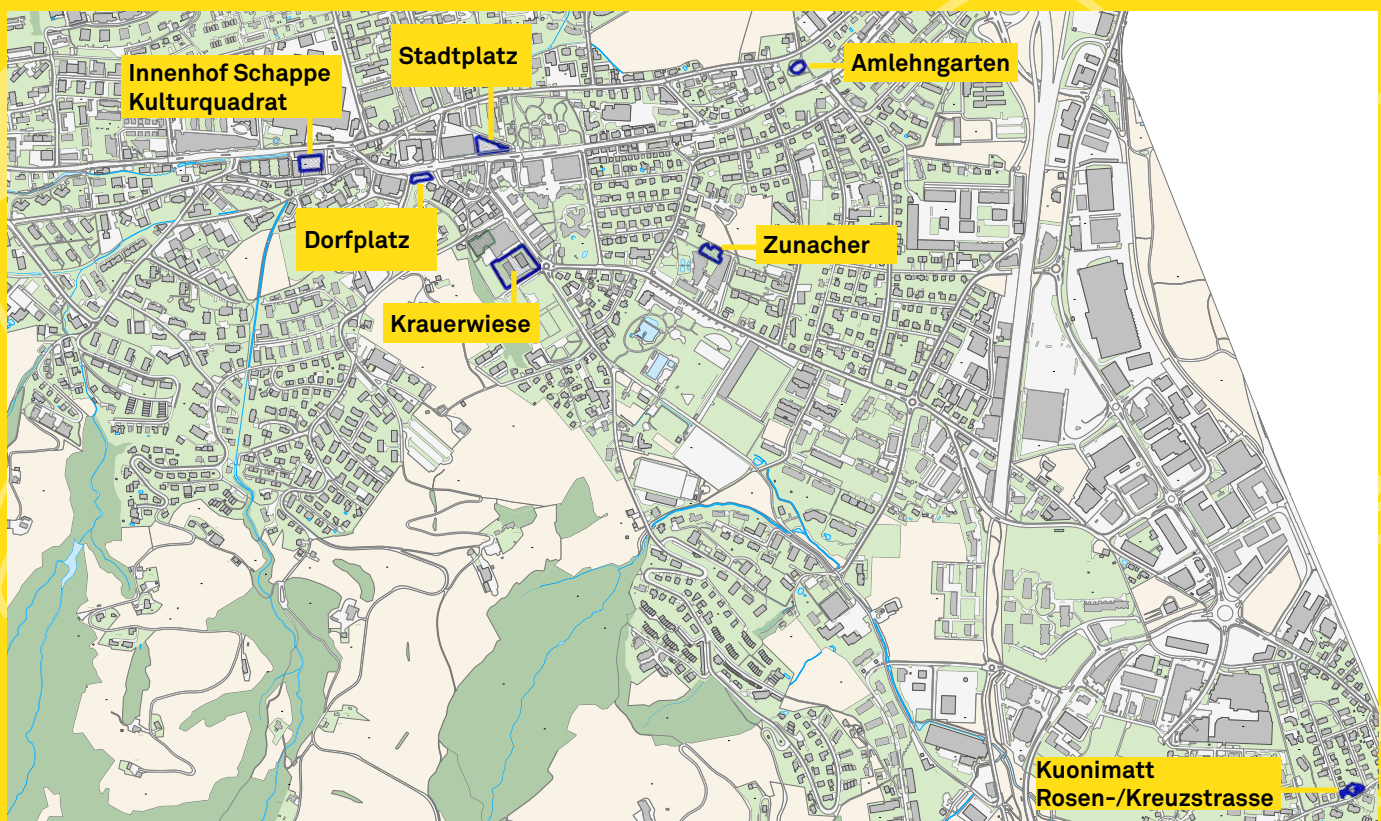 Stadtplatz
Amlehngarten
Innenhof Schappe
Kulturquadrat
Dorfplatz
Zunacher
Krauerwiese
Kuonimatt
Rosen-/Kreuzstrasse